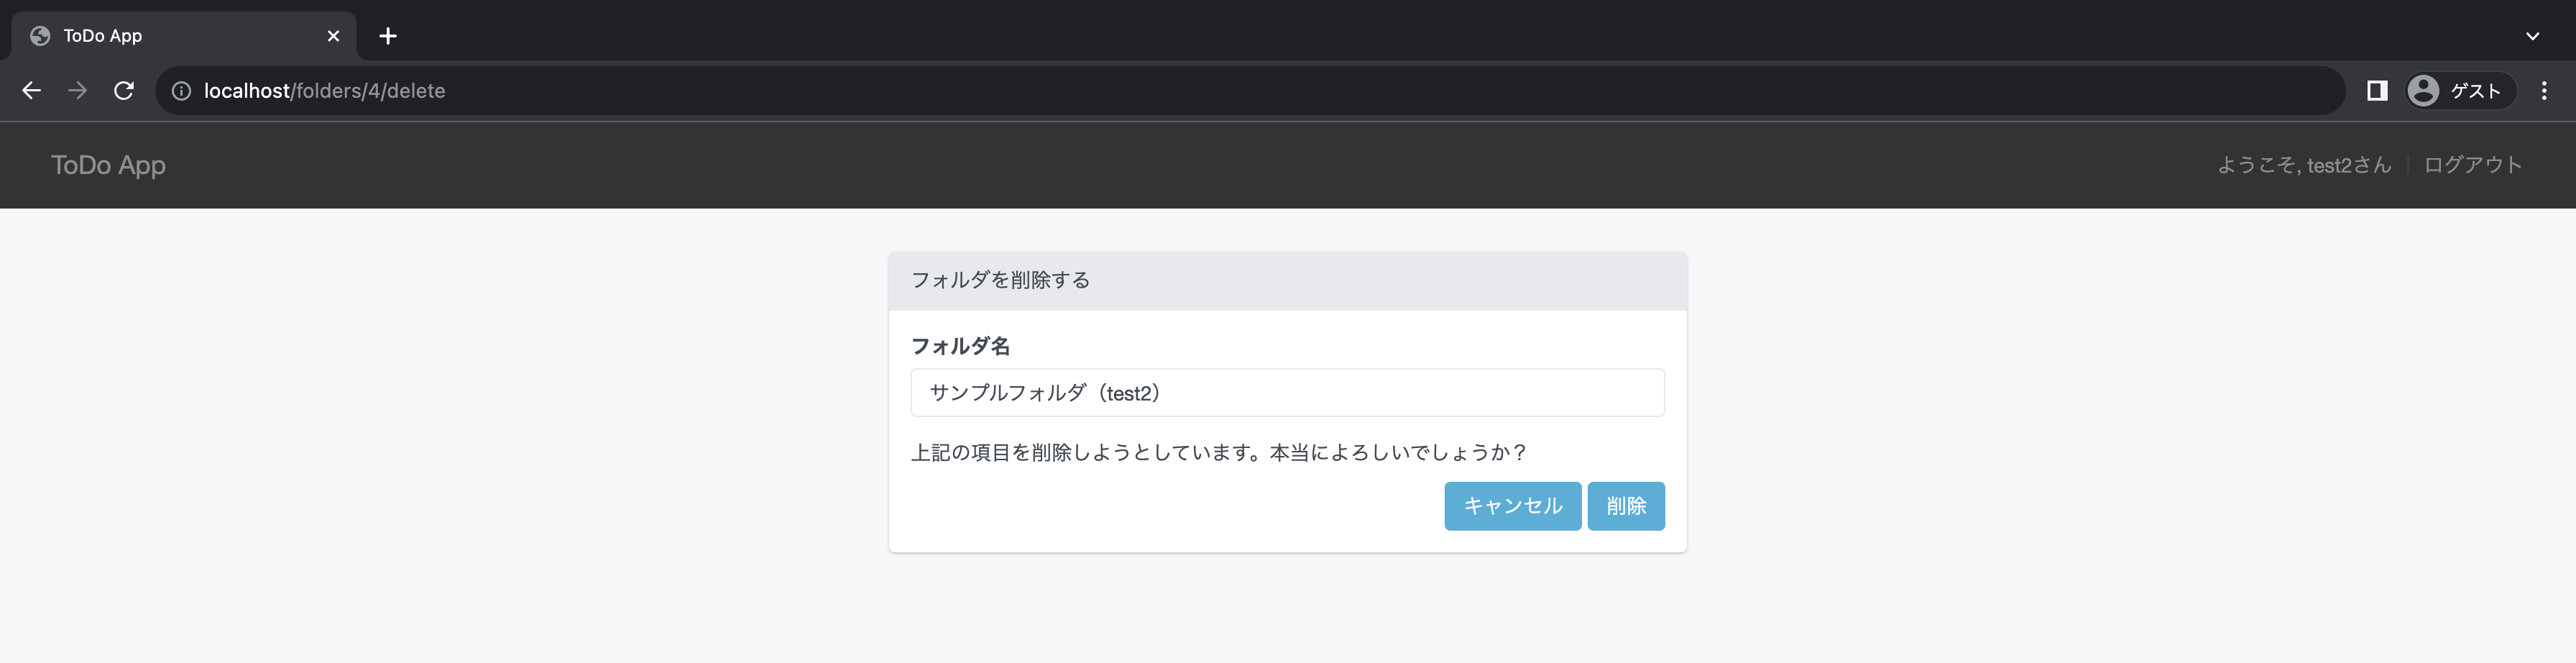 ToDo App
localhost/folders/4/delete
ゲスト
ToDo App
ようこそ, test2さん
ログアウト
フォルダを削除する
フォルダ名
サンプルフォルダ（test2）
上記の項目を削除しようとしています。本当によろしいでしょうか？
キャンセル
削除